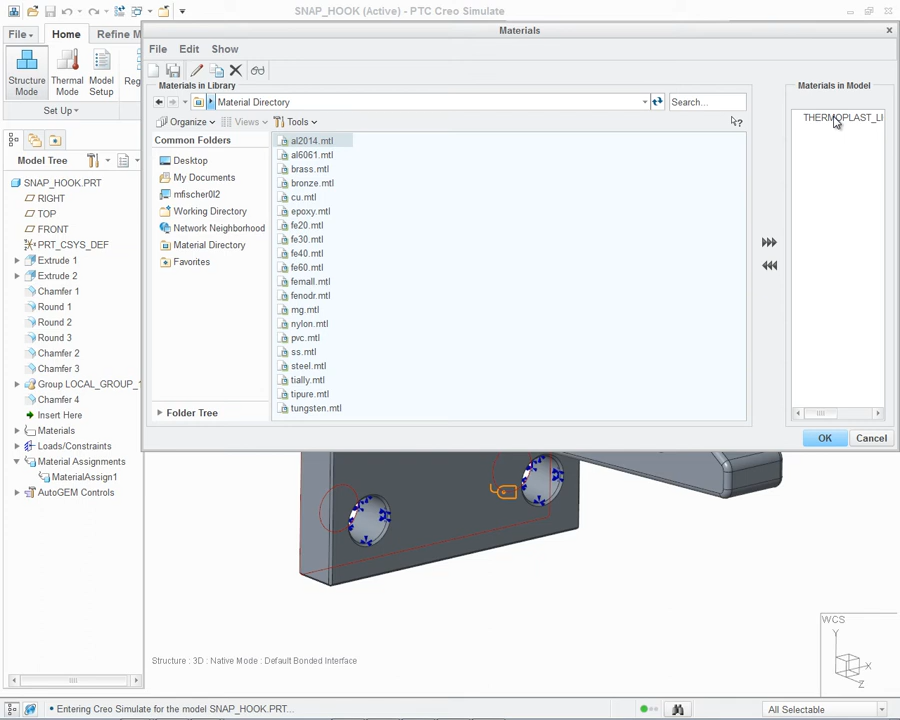 SNAP_HOOK (Active) - PTC Creo Simulate
File
Home
Refine M
Structure Mode
Thermal Mode
Model Setup
Set Up
Model Tree
SNAP_HOOK.PRT
RIGHT
TOP
FRONT
PRT_CSYS_DEF
Extrude 1
Extrude 2
Chamfer 1
Round 1
Round 2
Round 3
Chamfer 2
Chamfer 3
Group LOCAL_GROUP_
Chamfer 4
Insert Here
Materials
Loads/Constraints
Material Assignments
MaterialAssign1
AutoGEM Controls
Materials
File Edit Show
Materials in Library
Material Directory
Search...
Organize Views Tools
Common Folders
Desktop
My Documents
mfischer0l2
Working Directory
Network Neighborhood
Material Directory
Favorites
Folder Tree
al2014.mtl
al6061.mtl
brass.mtl
bronze.mtl
cu.mtl
epoxy.mtl
fe20.mtl
fe30.mtl
fe40.mtl
fe60.mtl
femall.mtl
fenodr.mtl
mg.mtl
nylon.mtl
pvc.mtl
ss.mtl
steel.mtl
tially.mtl
tipure.mtl
tungsten.mtl
Materials in Model
THERMOPLAST_LI
OK Cancel
WCS
Y
X
Z
Structure : 3D : Native Mode : Default Bonded Interface
Entering Creo Simulate for the model SNAP_HOOK.PRT...
All Selectable